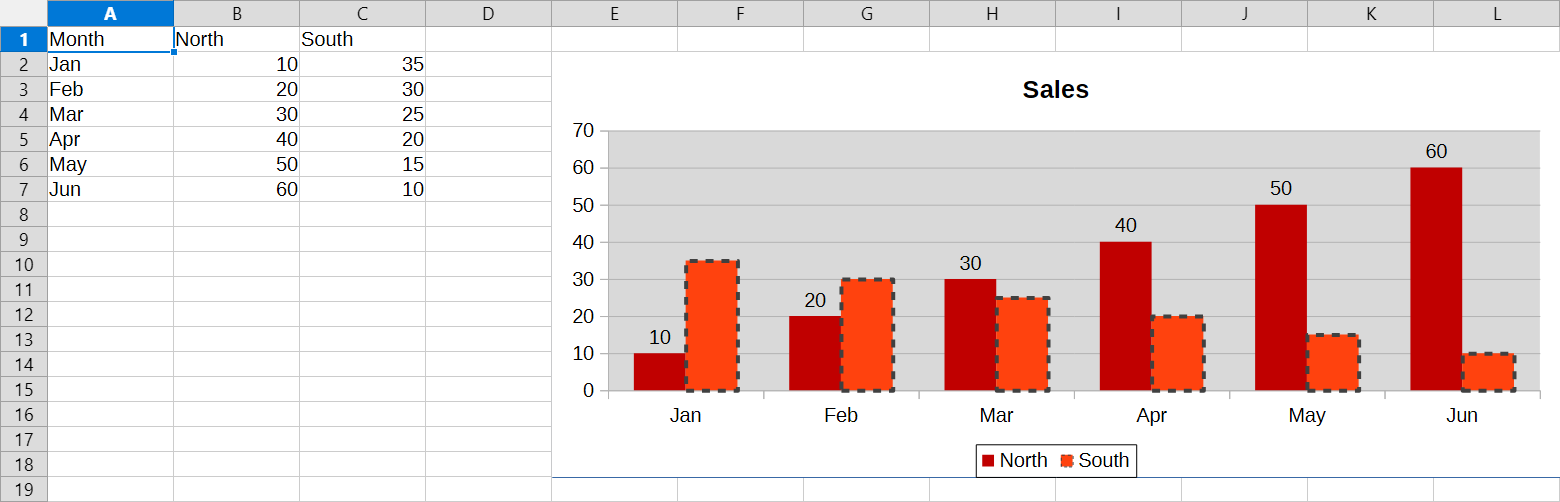 A B C D E F G H I J K L
1 Month North South
2 Jan 10 35
3 Feb 20 30
4 Mar 30 25
5 Apr 40 20
6 May 50 15
7 Jun 60 10
8
9
10
11
12
13
14
15
16
17
18
19
Sales
70
60
50
40
30
20
10
0
10 20 30 40 50 60
Jan Feb Mar Apr May Jun
North South